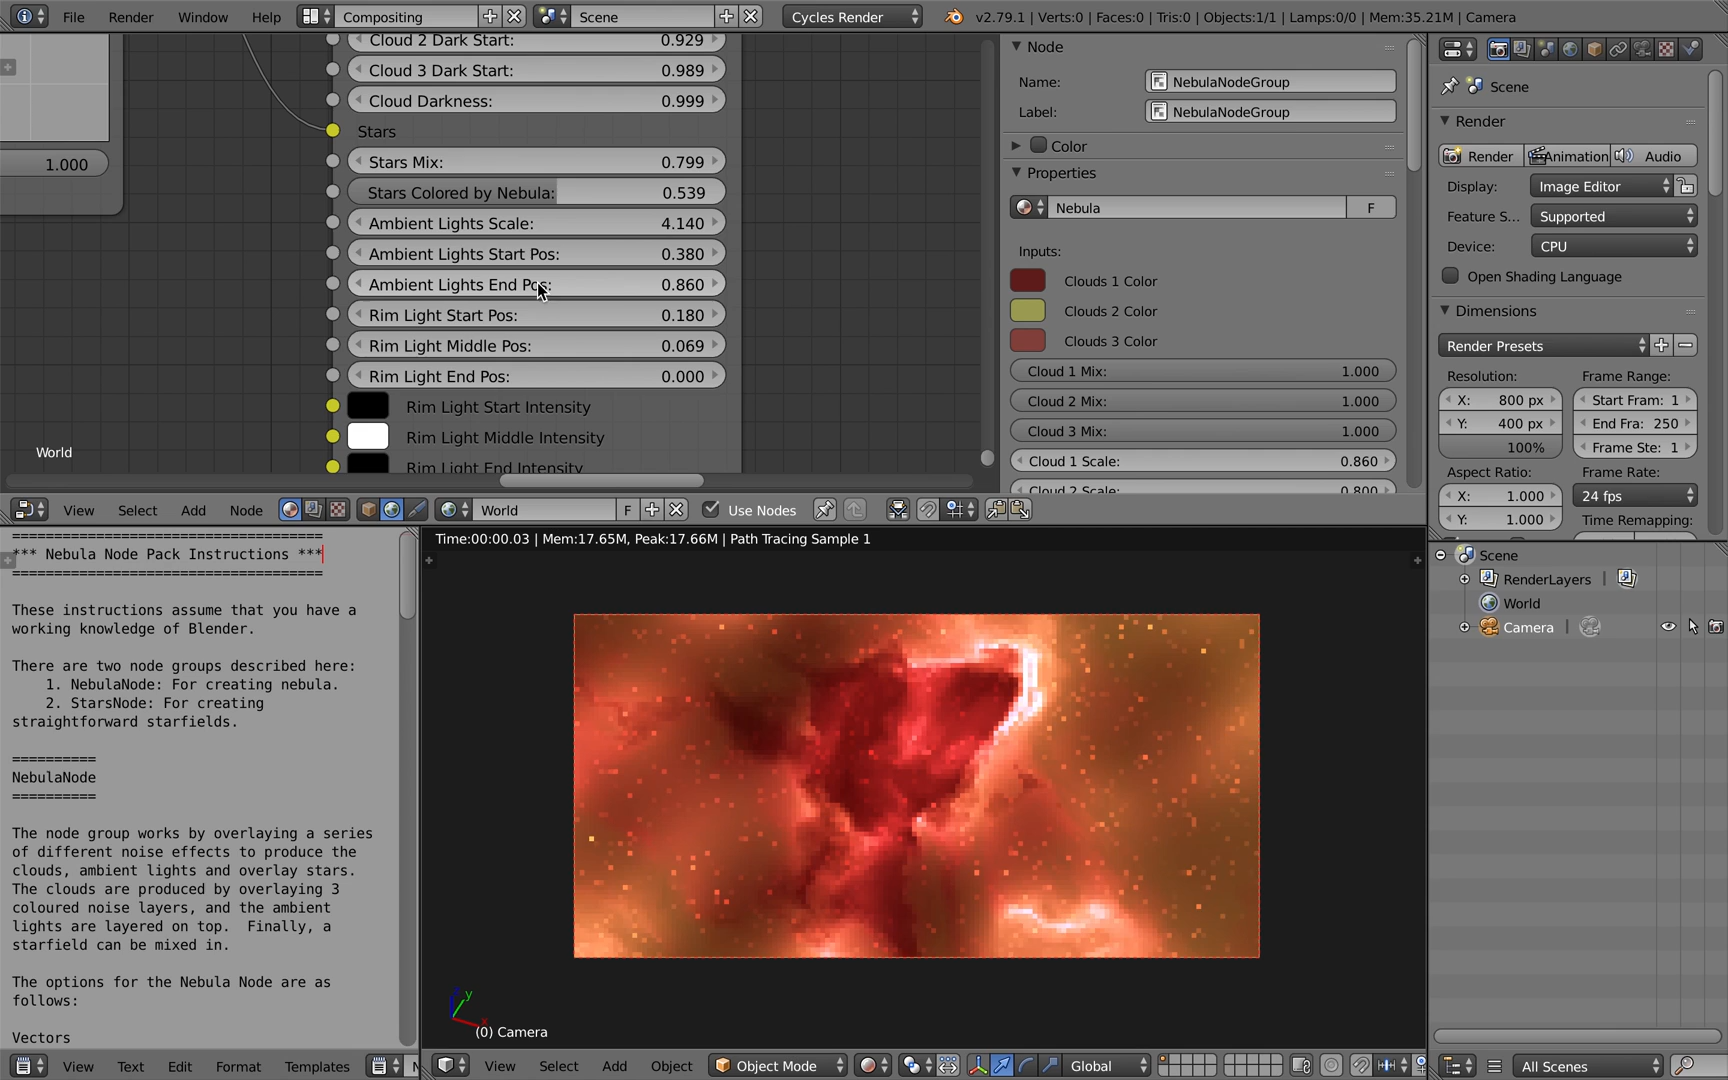 File Render Window Help Compositing Scene Cycles Render v2.79.1 | Verts:0 | Faces:0 | Tris:0 | Objects:1/1 | Lamps:0/0 | Mem:35.21M | Camera
1.000
World
Cloud 2 Dark Start: 0.929
Cloud 3 Dark Start: 0.989
Cloud Darkness: 0.999
Stars
Stars Mix: 0.799
Stars Colored by Nebula: 0.539
Ambient Lights Scale: 4.140
Ambient Lights Start Pos: 0.380
Ambient Lights End Pos: 0.860
Rim Light Start Pos: 0.180
Rim Light Middle Pos: 0.069
Rim Light End Pos: 0.000
Rim Light Start Intensity
Rim Light Middle Intensity
Rim Light End Intensity
Node
Name: NebulaNodeGroup
Label: NebulaNodeGroup
Color
Properties
Nebula F
Inputs:
Clouds 1 Color
Clouds 2 Color
Clouds 3 Color
Cloud 1 Mix: 1.000
Cloud 2 Mix: 1.000
Cloud 3 Mix: 1.000
Cloud 1 Scale: 0.860
Cloud 2 Scale: 0.800
Scene
Render
Render Animation Audio
Display: Image Editor
Feature S... Supported
Device: CPU
Open Shading Language
Dimensions
Render Presets
Resolution: Frame Range:
X: 800 px Start Fram: 1
Y: 400 px End Fra: 250
100% Frame Ste: 1
Aspect Ratio: Frame Rate:
X: 1.000 24 fps
Y: 1.000 Time Remapping:
View Select Add Node World F Use Nodes
=====================================
*** Nebula Node Pack Instructions ***
=====================================
These instructions assume that you have a
working knowledge of Blender.
There are two node groups described here:
1. NebulaNode: For creating nebula.
2. StarsNode: For creating
straightforward starfields.
==========
NebulaNode
==========
The node group works by overlaying a series
of different noise effects to produce the
clouds, ambient lights and overlay stars.
The clouds are produced by overlaying 3
coloured noise layers, and the ambient
lights are layered on top.  Finally, a
starfield can be mixed in.
The options for the Nebula Node are as
follows:
Vectors
View Text Edit Format Templates
Time:00:00.03 | Mem:17.65M, Peak:17.66M | Path Tracing Sample 1
y
x
(0) Camera
View Select Add Object Object Mode Global
Scene
RenderLayers
World
Camera
All Scenes